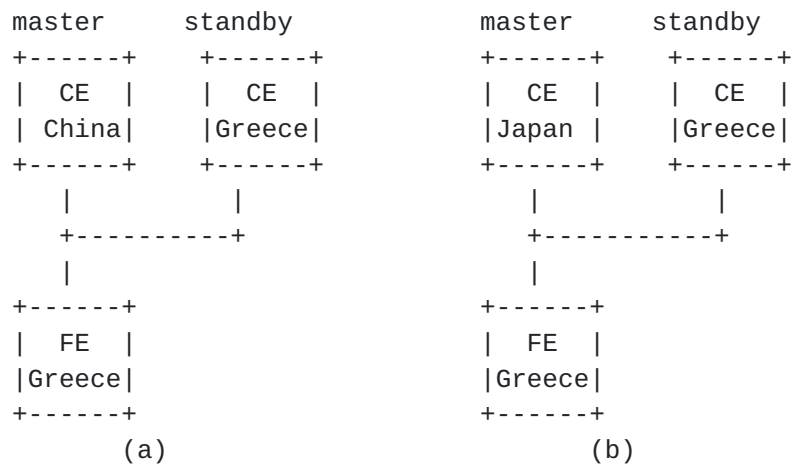 master standby master standby
CE CE CE CE
China Greece Japan Greece
FE FE
Greece Greece
(a) (b)